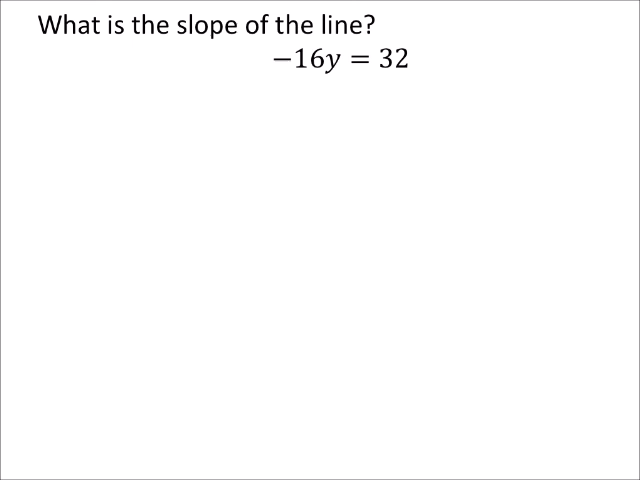 What is the slope of the line?
−16y = 32